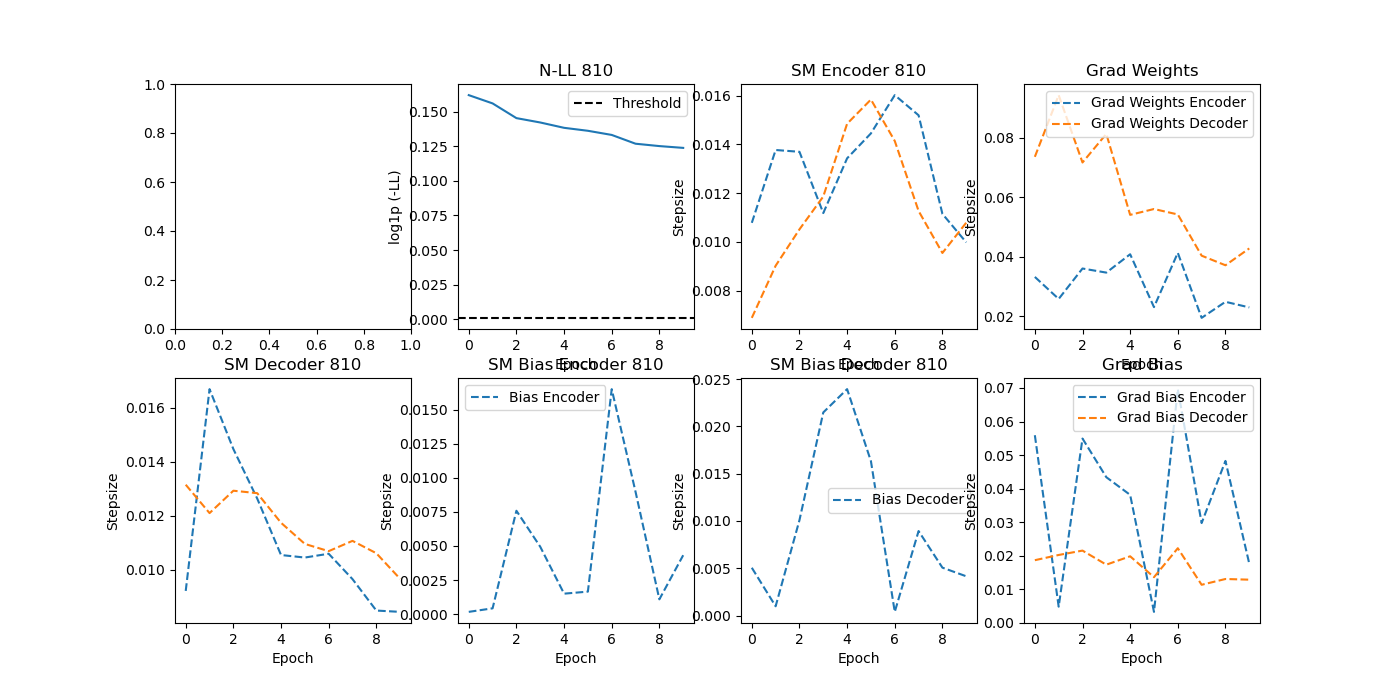 1.0
0.8
0.6
0.4
0.2
0.0
0.0 0.2 0.4 0.6 0.8 1.0
N-LL 810
Threshold
log1p (-LL)
0.150
0.125
0.100
0.075
0.050
0.025
0.000
0 2 4 6 8
Epoch
SM Encoder 810
Stepsize
0.016
0.014
0.012
0.010
0.008
0 2 4 6 8
Epoch
Grad Weights
Grad Weights Encoder
Grad Weights Decoder
Stepsize
0.08
0.06
0.04
0.02
0 2 4 6 8
Epoch
SM Decoder 810
Stepsize
0.016
0.014
0.012
0.010
0 2 4 6 8
Epoch
SM Bias Encoder 810
Bias Encoder
Stepsize
0.0150
0.0125
0.0100
0.0075
0.0050
0.0025
0.0000
0 2 4 6 8
Epoch
SM Bias Decoder 810
Bias Decoder
Stepsize
0.025
0.020
0.015
0.010
0.005
0.000
0 2 4 6 8
Epoch
Grad Bias
Grad Bias Encoder
Grad Bias Decoder
Stepsize
0.07
0.06
0.05
0.04
0.03
0.02
0.01
0.00
0 2 4 6 8
Epoch